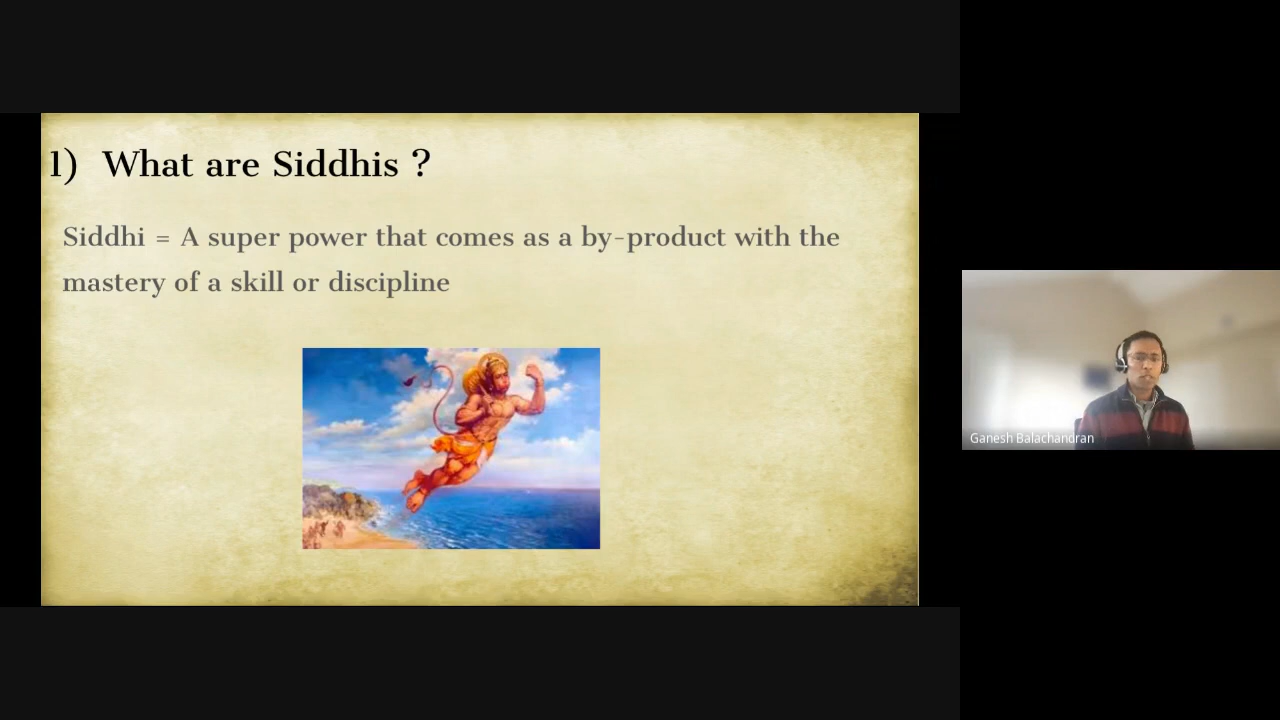 1) What are Siddhis ?
Siddhi = A super power that comes as a by-product with the
mastery of a skill or discipline
Ganesh Balachandran